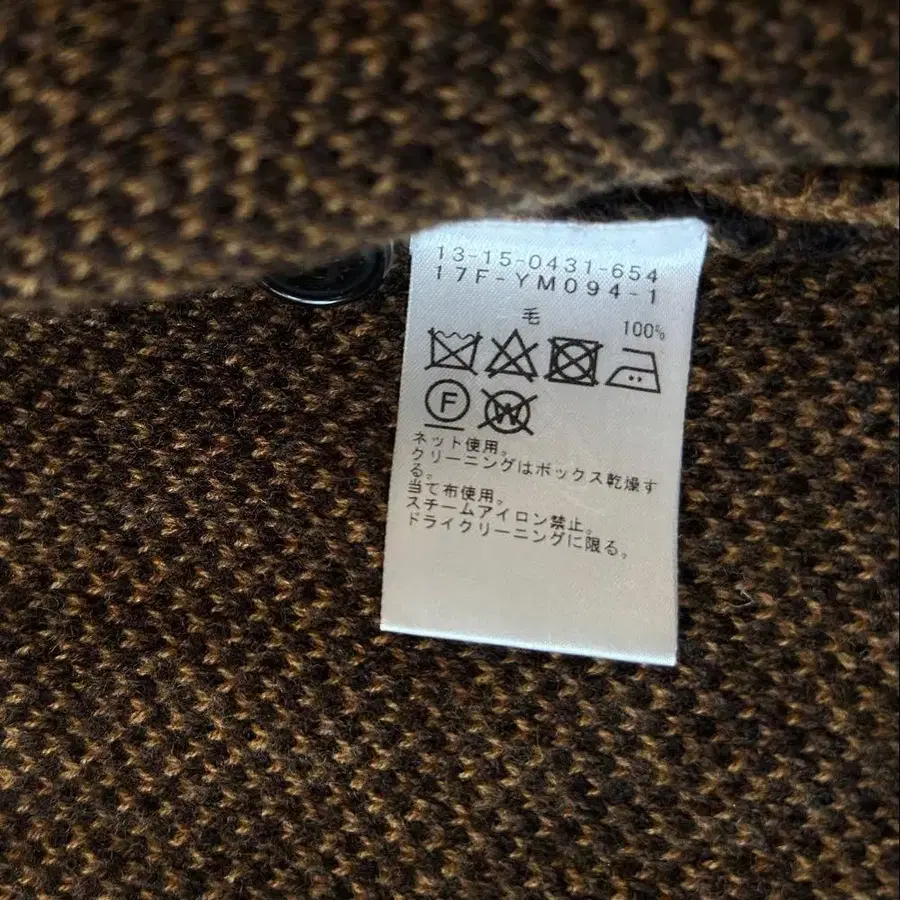 13-15-0431-654
17F-YM094-1
毛 100%
F W
ネット使用。
クリーニングはボックス乾燥す
る。
当て布使用。
スチームアイロン禁止。
ドライクリーニングに限る。